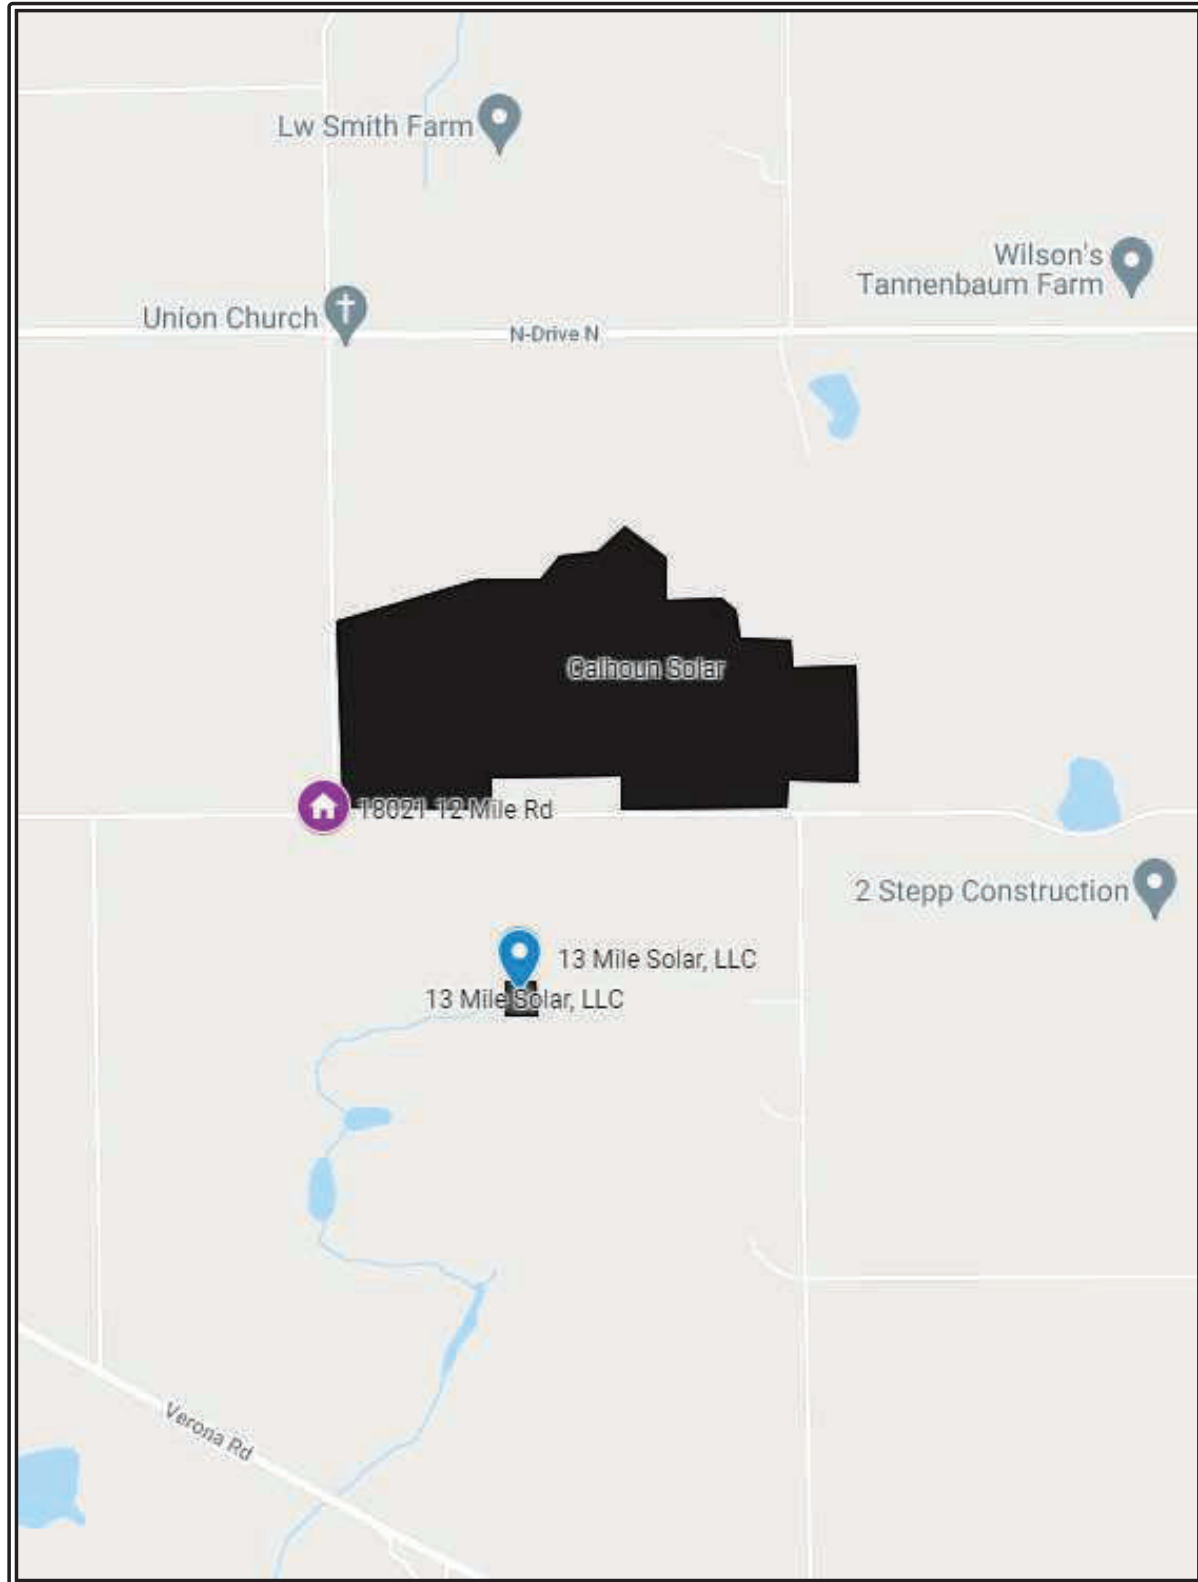 Lw Smith Farm
Wilson's
Tannenbaum Farm
Union Church
N-Drive N
Calhoun Solar
18021 12 Mile Rd
2 Stepp Construction
13 Mile Solar, LLC
13 Mile Solar, LLC
Verona Rd